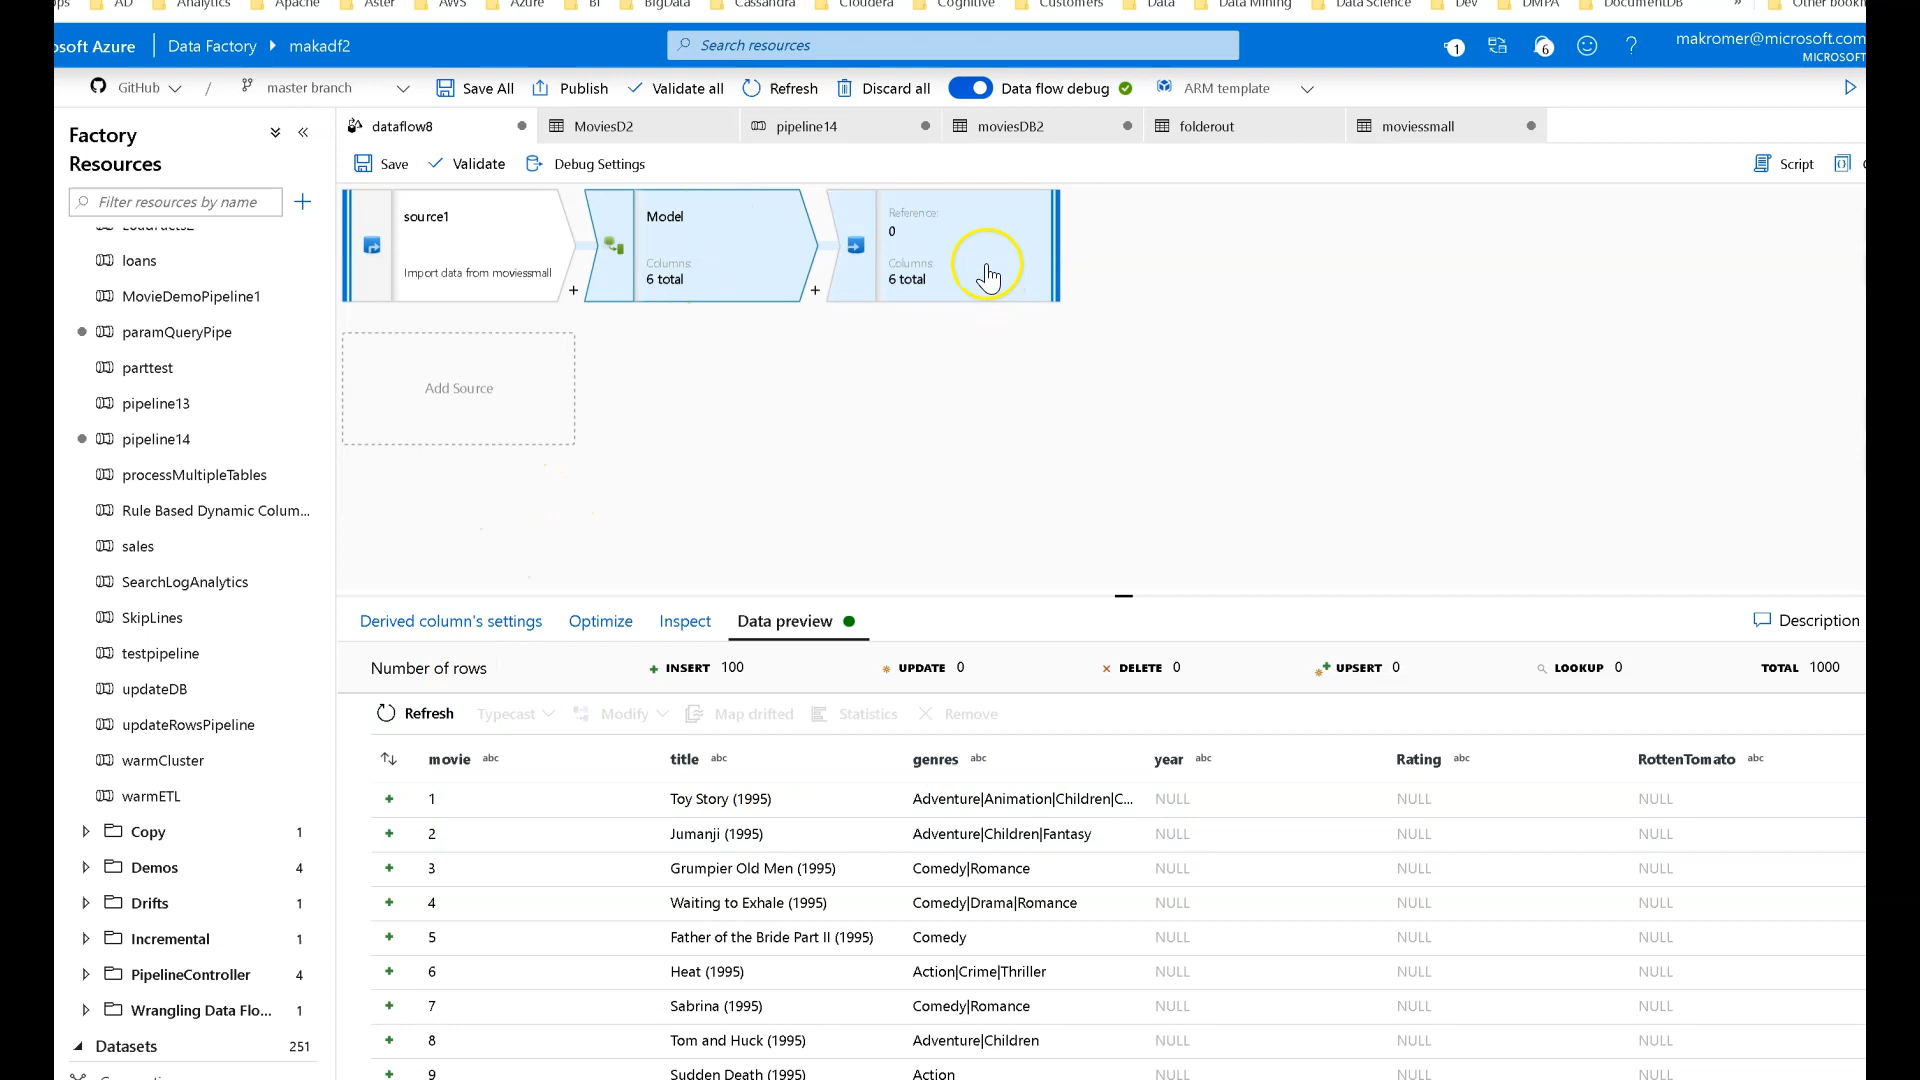 AD Analytics Apache Aster AWS Azure BI BigData Cassandra Cloudera Cognitive Customers Data Data Mining Data Science Dev DMPA DocumentDB » Other
osoft Azure Data Factory makadf2 Search resources 1 6 ? makromer@microsoft.com
MICROSOFT
GitHub / master branch Save All Publish Validate all Refresh Discard all Data flow debug ARM template
Factory Resources
Filter resources by name
loans
MovieDemoPipeline1
paramQueryPipe
parttest
pipeline13
pipeline14
processMultipleTables
Rule Based Dynamic Colum...
sales
SearchLogAnalytics
SkipLines
testpipeline
updateDB
updateRowsPipeline
warmCluster
warmETL
Copy 1
Demos 4
Drifts 1
Incremental 1
PipelineController 4
Wrangling Data Flo... 1
Datasets 251
dataflow8 MoviesD2 pipeline14 moviesDB2 folderout moviessmall
Save Validate Debug Settings Script
source1
Import data from moviessmall
+
Model
Columns:
6 total
+
Reference:
0
Columns:
6 total
Add Source
Derived column's settings Optimize Inspect Data preview Description
Number of rows INSERT 100 UPDATE 0 DELETE 0 UPSERT 0 LOOKUP 0 TOTAL 1000
Refresh Typecast Modify Map drifted Statistics Remove
movie abc title abc genres abc year abc Rating abc RottenTomato abc
1 Toy Story (1995) Adventure|Animation|Children|C... NULL NULL NULL
2 Jumanji (1995) Adventure|Children|Fantasy NULL NULL NULL
3 Grumpier Old Men (1995) Comedy|Romance NULL NULL NULL
4 Waiting to Exhale (1995) Comedy|Drama|Romance NULL NULL NULL
5 Father of the Bride Part II (1995) Comedy NULL NULL NULL
6 Heat (1995) Action|Crime|Thriller NULL NULL NULL
7 Sabrina (1995) Comedy|Romance NULL NULL NULL
8 Tom and Huck (1995) Adventure|Children NULL NULL NULL
9 Sudden Death (1995) Action NULL NULL NULL